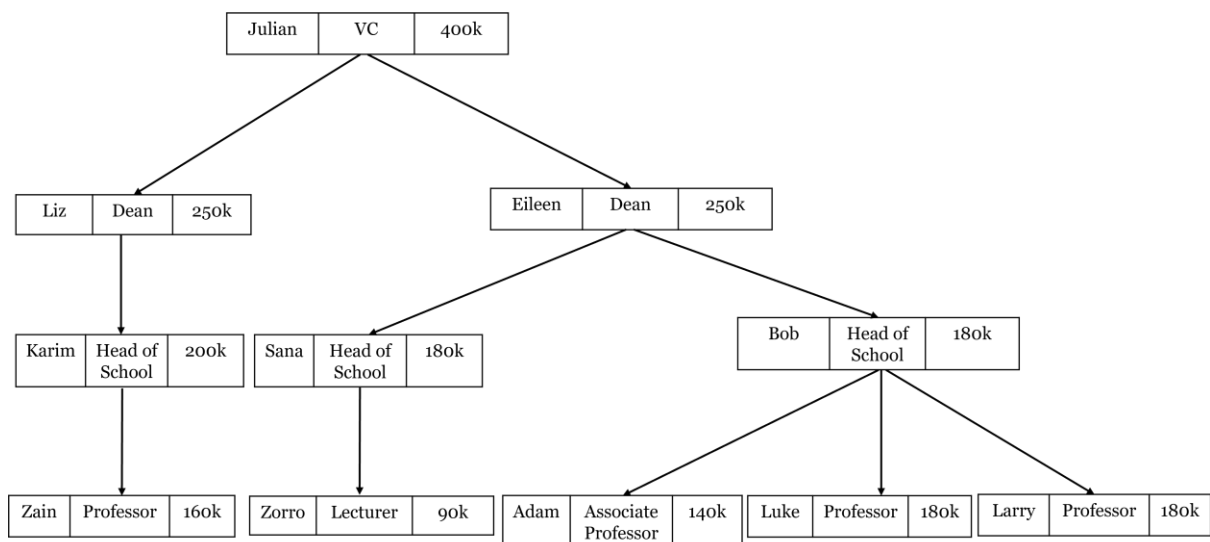 Julian VC 400k
Liz Dean 250k
Eileen Dean 250k
Karim Head of School 200k
Sana Head of School 180k
Bob Head of School 180k
Zain Professor 160k
Zorro Lecturer 90k
Adam Associate Professor 140k
Luke Professor 180k
Larry Professor 180k